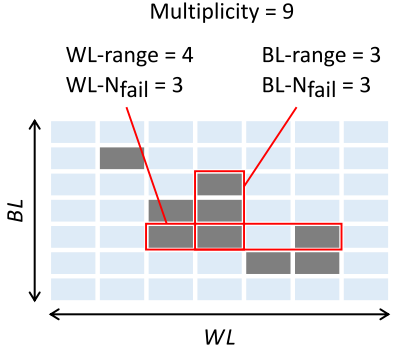 Multiplicity = 9
WL-range = 4
WL-Nfail = 3
BL-range = 3
BL-Nfail = 3
BL
WL